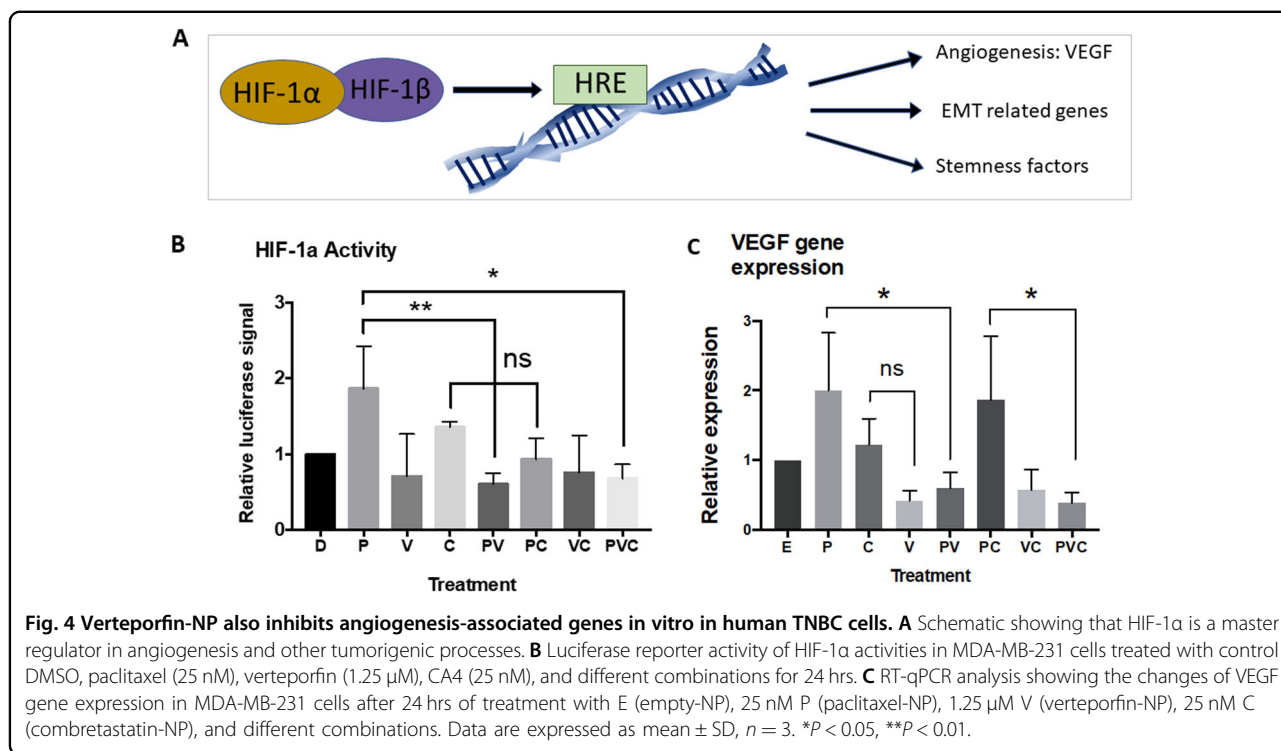 A
HIF-1α
HIF-1β
HRE
Angiogenesis: VEGF
EMT related genes
Stemness factors
B
HIF-1a Activity
Relative luciferase signal
3
2
1
0
*
**
ns
D P V C PV PC VC PVC
Treatment
C
VEGF gene
expression
Relative expression
3
2
1
0
*
*
ns
E P C V PV PC VC PVC
Treatment
Fig. 4 Verteporfin-NP also inhibits angiogenesis-associated genes in vitro in human TNBC cells. A Schematic showing that HIF-1α is a master
regulator in angiogenesis and other tumorigenic processes. B Luciferase reporter activity of HIF-1α activities in MDA-MB-231 cells treated with control
DMSO, paclitaxel (25 nM), verteporfin (1.25 μM), CA4 (25 nM), and different combinations for 24 hrs. C RT-qPCR analysis showing the changes of VEGF
gene expression in MDA-MB-231 cells after 24 hrs of treatment with E (empty-NP), 25 nM P (paclitaxel-NP), 1.25 μM V (verteporfin-NP), 25 nM C
(combretastatin-NP), and different combinations. Data are expressed as mean ± SD, n = 3. *P < 0.05, **P < 0.01.